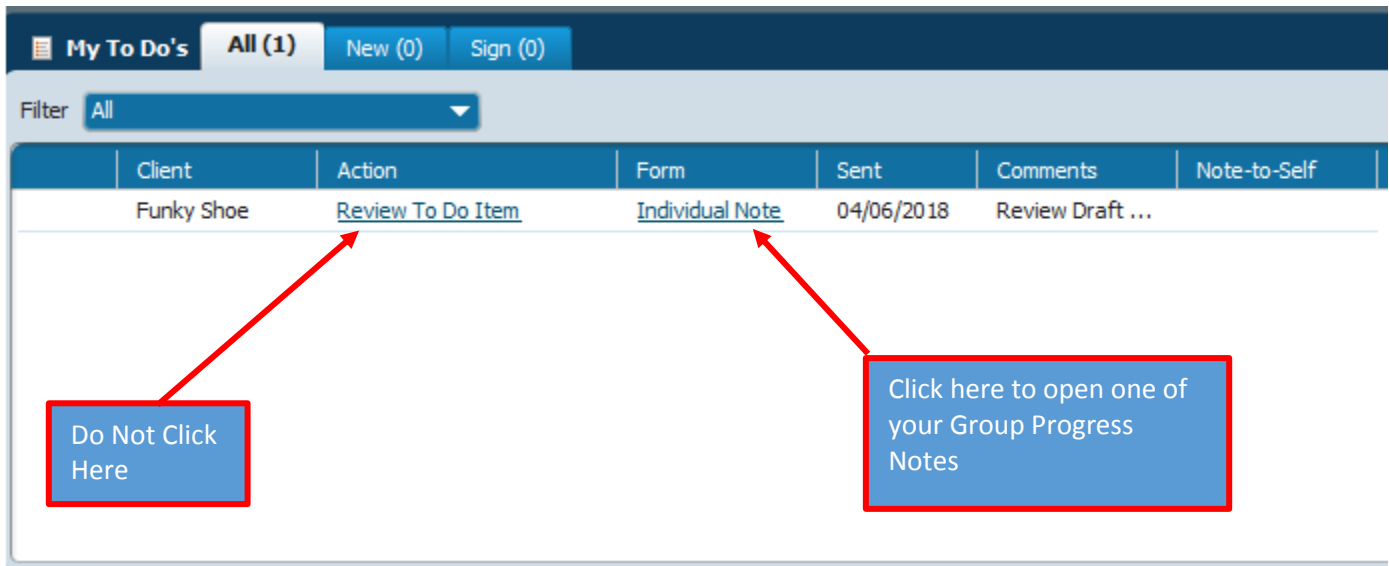 My To Do's All (1) New (0) Sign (0)
Filter All
Client Action Form Sent Comments Note-to-Self
Funky Shoe Review To Do Item Individual Note 04/06/2018 Review Draft ...
Do Not Click
Here
Click here to open one of
your Group Progress
Notes